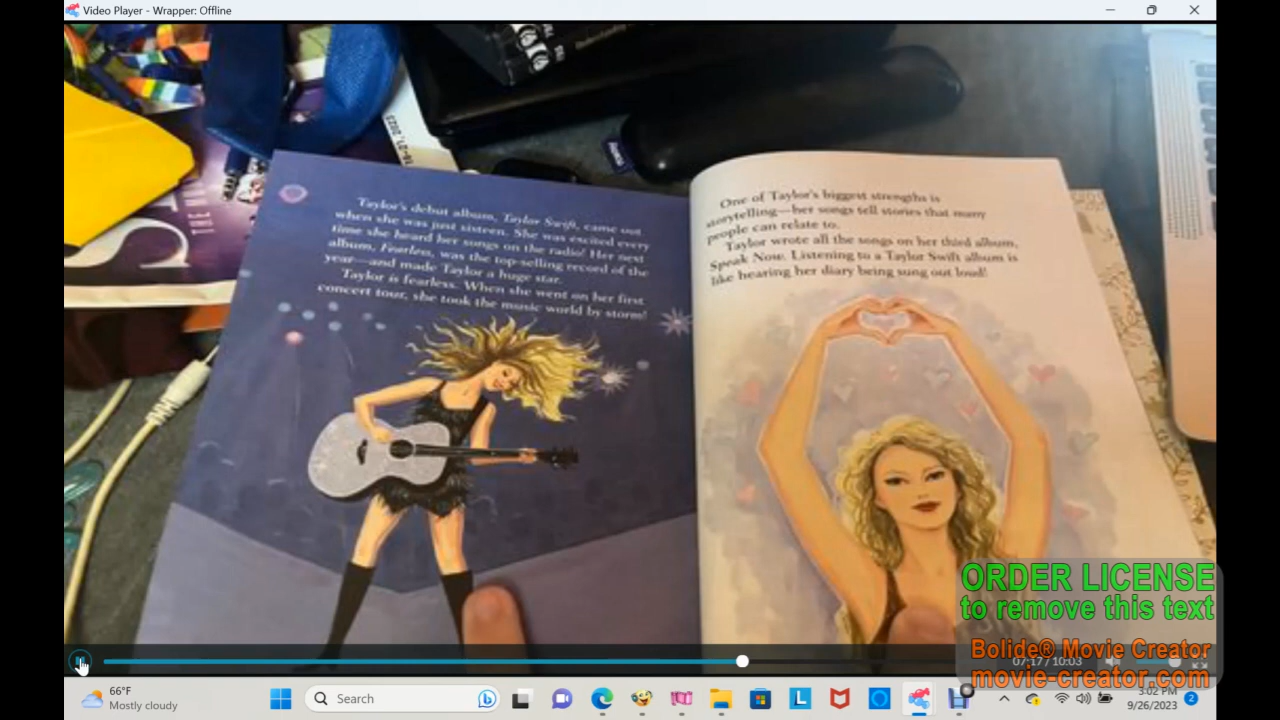 Video Player - Wrapper: Offline
16-21, 2023
Taylor's debut album, Taylor Swift, came out
when she was just sixteen. She was excited every
time she heard her songs on the radio! Her next
album, Fearless, was the top-selling record of the
year—and made Taylor a huge star.
Taylor is fearless. When she went on her first
concert tour, she took the music world by storm!
One of Taylor's biggest strengths is
storytelling—her songs tell stories that many
people can relate to.
Taylor wrote all the songs on her third album,
Speak Now. Listening to a Taylor Swift album is
like hearing her diary being sung out loud!
ORDER LICENSE
to remove this text
Bolide® Movie Creator
movie-creator.com
07:17 / 10:03
66°F
Mostly cloudy
Search
3:02 PM
9/26/2023
2